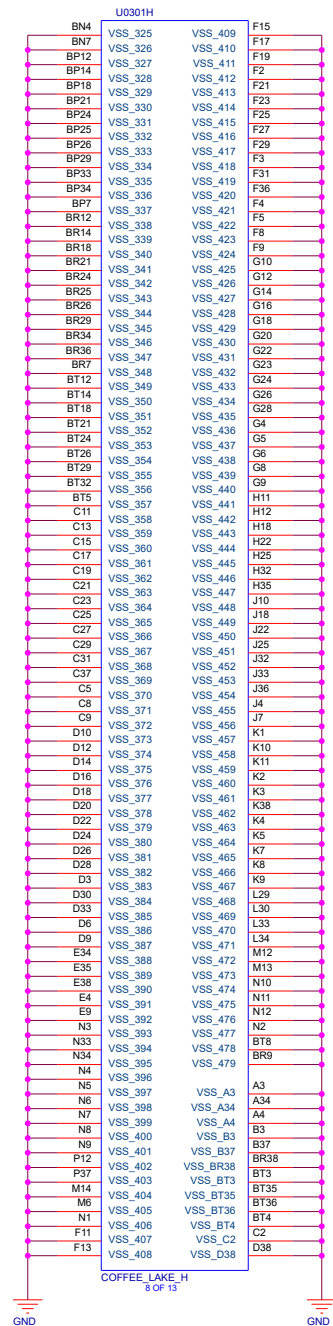 U0301H
BN4 VSS_325 VSS_409 F15
BN7 VSS_326 VSS_410 F17
BP12 VSS_327 VSS_411 F19
BP14 VSS_328 VSS_412 F2
BP18 VSS_329 VSS_413 F21
BP21 VSS_330 VSS_414 F23
BP24 VSS_331 VSS_415 F25
BP25 VSS_332 VSS_416 F27
BP26 VSS_333 VSS_417 F29
BP29 VSS_334 VSS_418 F3
BP33 VSS_335 VSS_419 F31
BP34 VSS_336 VSS_420 F36
BP7 VSS_337 VSS_421 F4
BR12 VSS_338 VSS_422 F5
BR14 VSS_339 VSS_423 F8
BR18 VSS_340 VSS_424 F9
BR21 VSS_341 VSS_425 G10
BR24 VSS_342 VSS_426 G12
BR25 VSS_343 VSS_427 G14
BR26 VSS_344 VSS_428 G16
BR29 VSS_345 VSS_429 G18
BR34 VSS_346 VSS_430 G20
BR36 VSS_347 VSS_431 G22
BR7 VSS_348 VSS_432 G23
BT12 VSS_349 VSS_433 G24
BT14 VSS_350 VSS_434 G26
BT18 VSS_351 VSS_435 G28
BT21 VSS_352 VSS_436 G4
BT24 VSS_353 VSS_437 G5
BT26 VSS_354 VSS_438 G6
BT29 VSS_355 VSS_439 G8
BT32 VSS_356 VSS_440 G9
BT5 VSS_357 VSS_441 H11
C11 VSS_358 VSS_442 H12
C13 VSS_359 VSS_443 H18
C15 VSS_360 VSS_444 H22
C17 VSS_361 VSS_445 H25
C19 VSS_362 VSS_446 H32
C21 VSS_363 VSS_447 H35
C23 VSS_364 VSS_448 J10
C25 VSS_365 VSS_449 J18
C27 VSS_366 VSS_450 J22
C29 VSS_367 VSS_451 J25
C31 VSS_368 VSS_452 J32
C37 VSS_369 VSS_453 J33
C5 VSS_370 VSS_454 J36
C8 VSS_371 VSS_455 J4
C9 VSS_372 VSS_456 J7
D10 VSS_373 VSS_457 K1
D12 VSS_374 VSS_458 K10
D14 VSS_375 VSS_459 K11
D16 VSS_376 VSS_460 K2
D18 VSS_377 VSS_461 K3
D20 VSS_378 VSS_462 K38
D22 VSS_379 VSS_463 K4
D24 VSS_380 VSS_464 K5
D26 VSS_381 VSS_465 K7
D28 VSS_382 VSS_466 K8
D3 VSS_383 VSS_467 K9
D30 VSS_384 VSS_468 L29
D33 VSS_385 VSS_469 L30
D6 VSS_386 VSS_470 L33
D9 VSS_387 VSS_471 L34
E34 VSS_388 VSS_472 M12
E35 VSS_389 VSS_473 M13
E38 VSS_390 VSS_474 N10
E4 VSS_391 VSS_475 N11
E9 VSS_392 VSS_476 N12
N3 VSS_393 VSS_477 N2
N33 VSS_394 VSS_478 BT8
N34 VSS_395 VSS_479 BR9
N4 VSS_396
N5 VSS_397 VSS_A3 A3
N6 VSS_398 VSS_A34 A34
N7 VSS_399 VSS_A4 A4
N8 VSS_400 VSS_B3 B3
N9 VSS_401 VSS_B37 B37
P12 VSS_402 VSS_BR38 BR38
P37 VSS_403 VSS_BT3 BT3
M14 VSS_404 VSS_BT35 BT35
M6 VSS_405 VSS_BT36 BT36
N1 VSS_406 VSS_BT4 BT4
F11 VSS_407 VSS_C2 C2
F13 VSS_408 VSS_D38 D38
COFFEE_LAKE_H
8 OF 13
GND GND